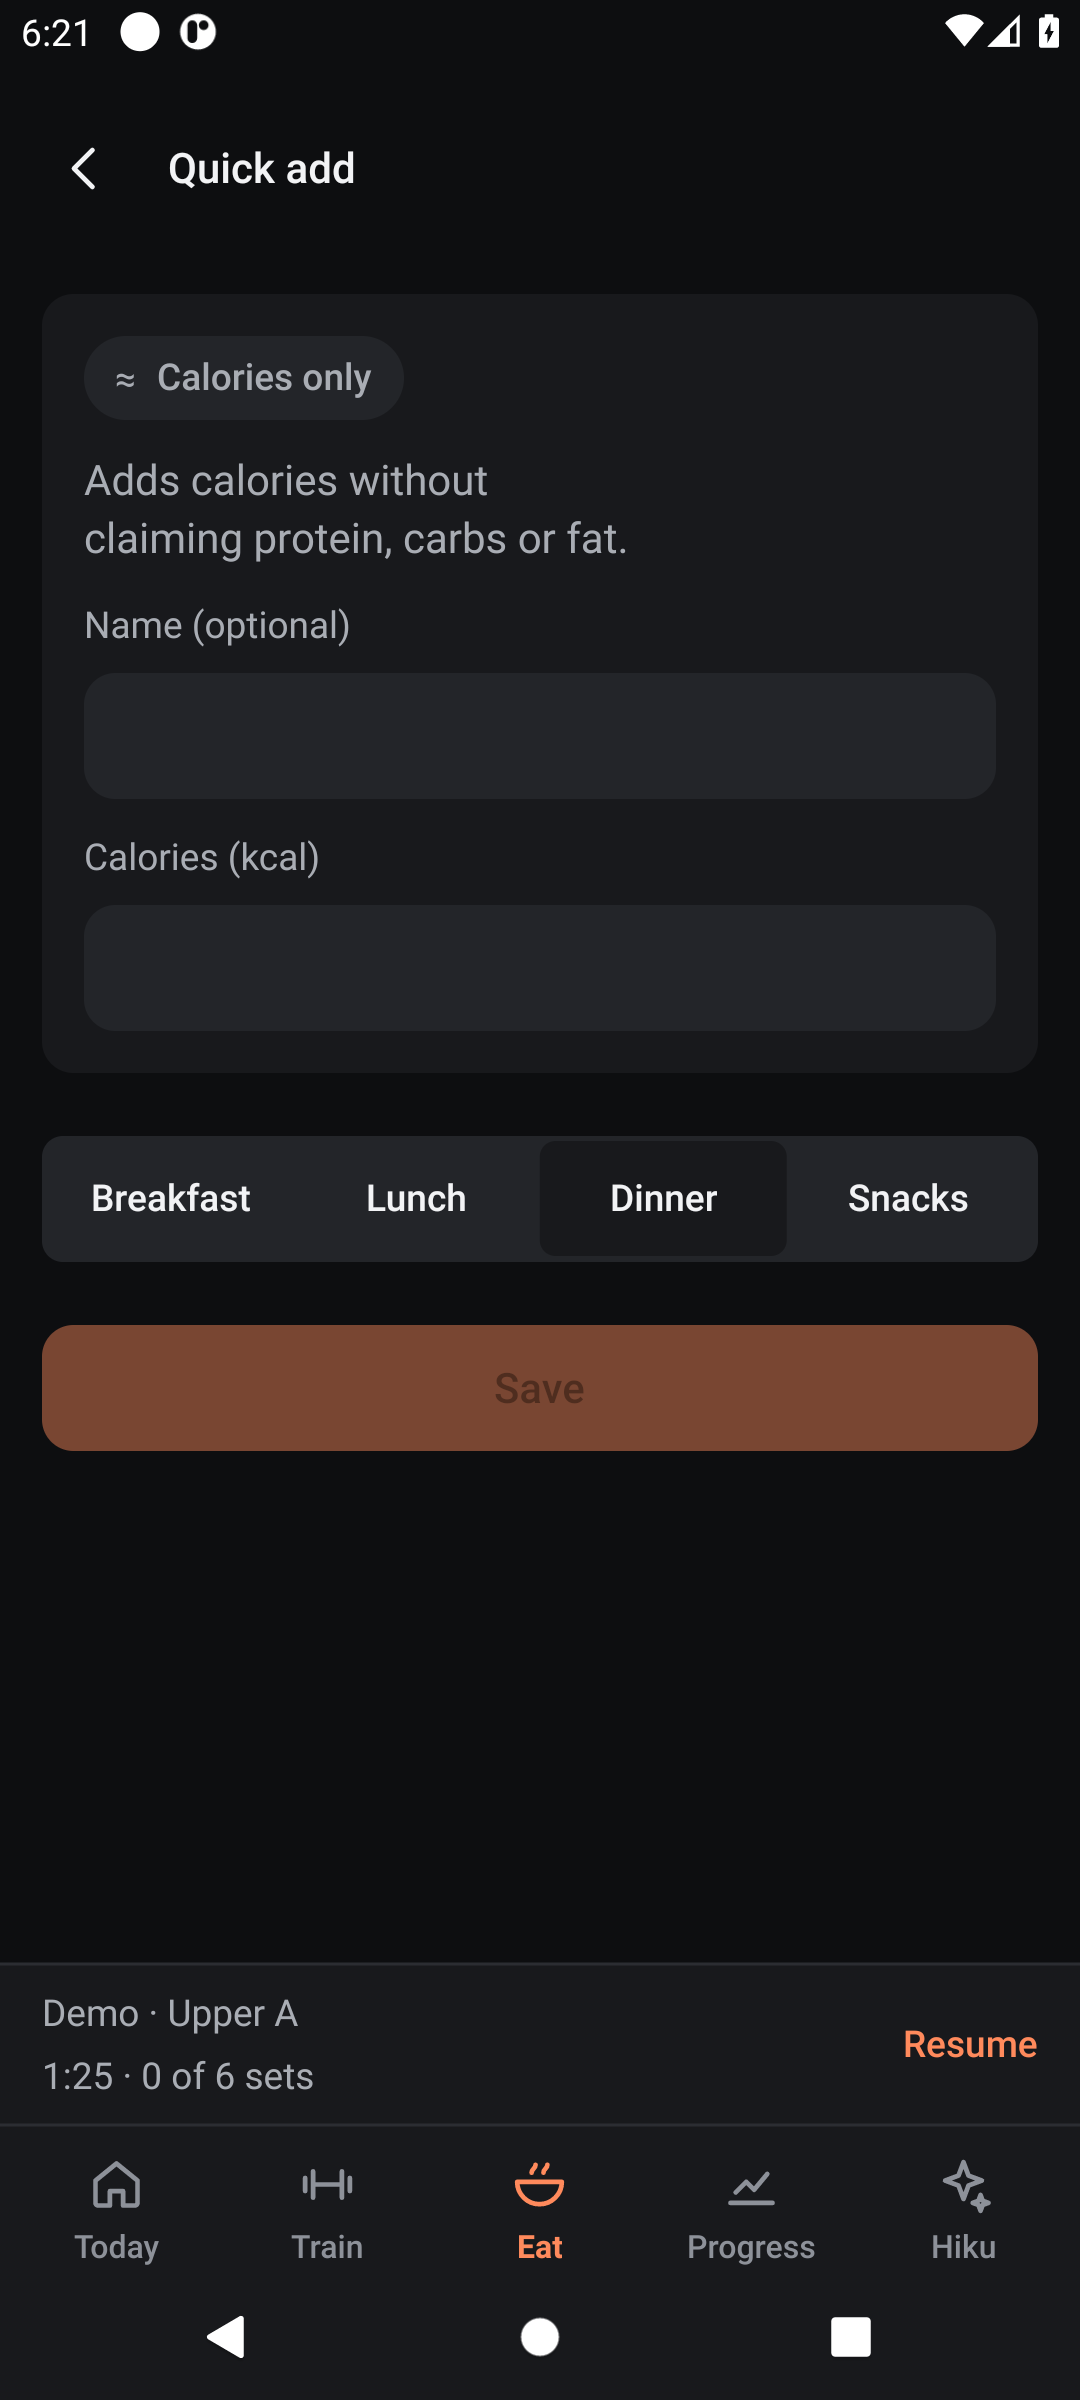 6:21
Quick add
≈ Calories only
Adds calories without
claiming protein, carbs or fat.
Name (optional)
Calories (kcal)
Breakfast Lunch Dinner Snacks
Save
Demo · Upper A
1:25 · 0 of 6 sets
Resume
Today Train Eat Progress Hiku